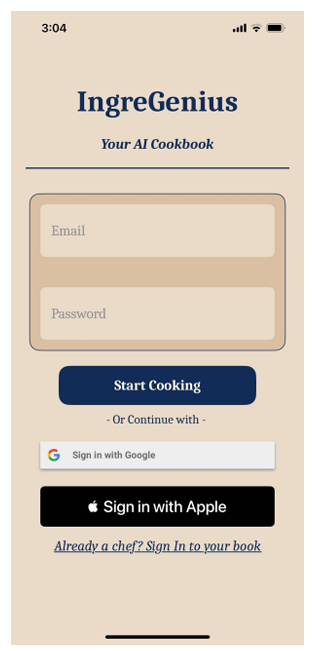 3:04
IngreGenius
Your AI Cookbook
Email
Password
Start Cooking
- Or Continue with -
Sign in with Google
Sign in with Apple
Already a chef? Sign In to your book